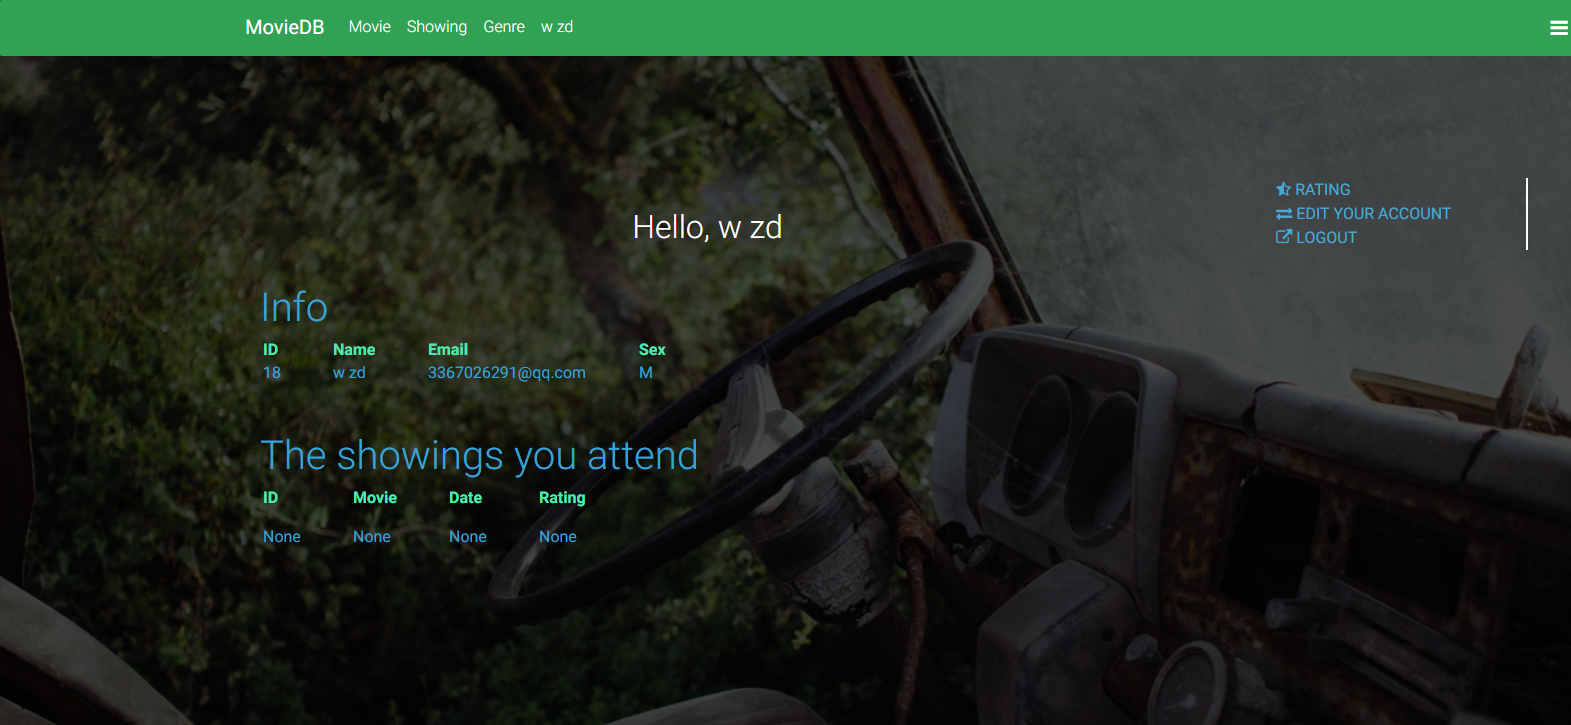 MovieDB Movie Showing Genre w zd
RATING
EDIT YOUR ACCOUNT
LOGOUT
Hello, w zd
Info
ID Name Email Sex
18 w zd 3367026291@qq.com M
The showings you attend
ID Movie Date Rating
None None None None